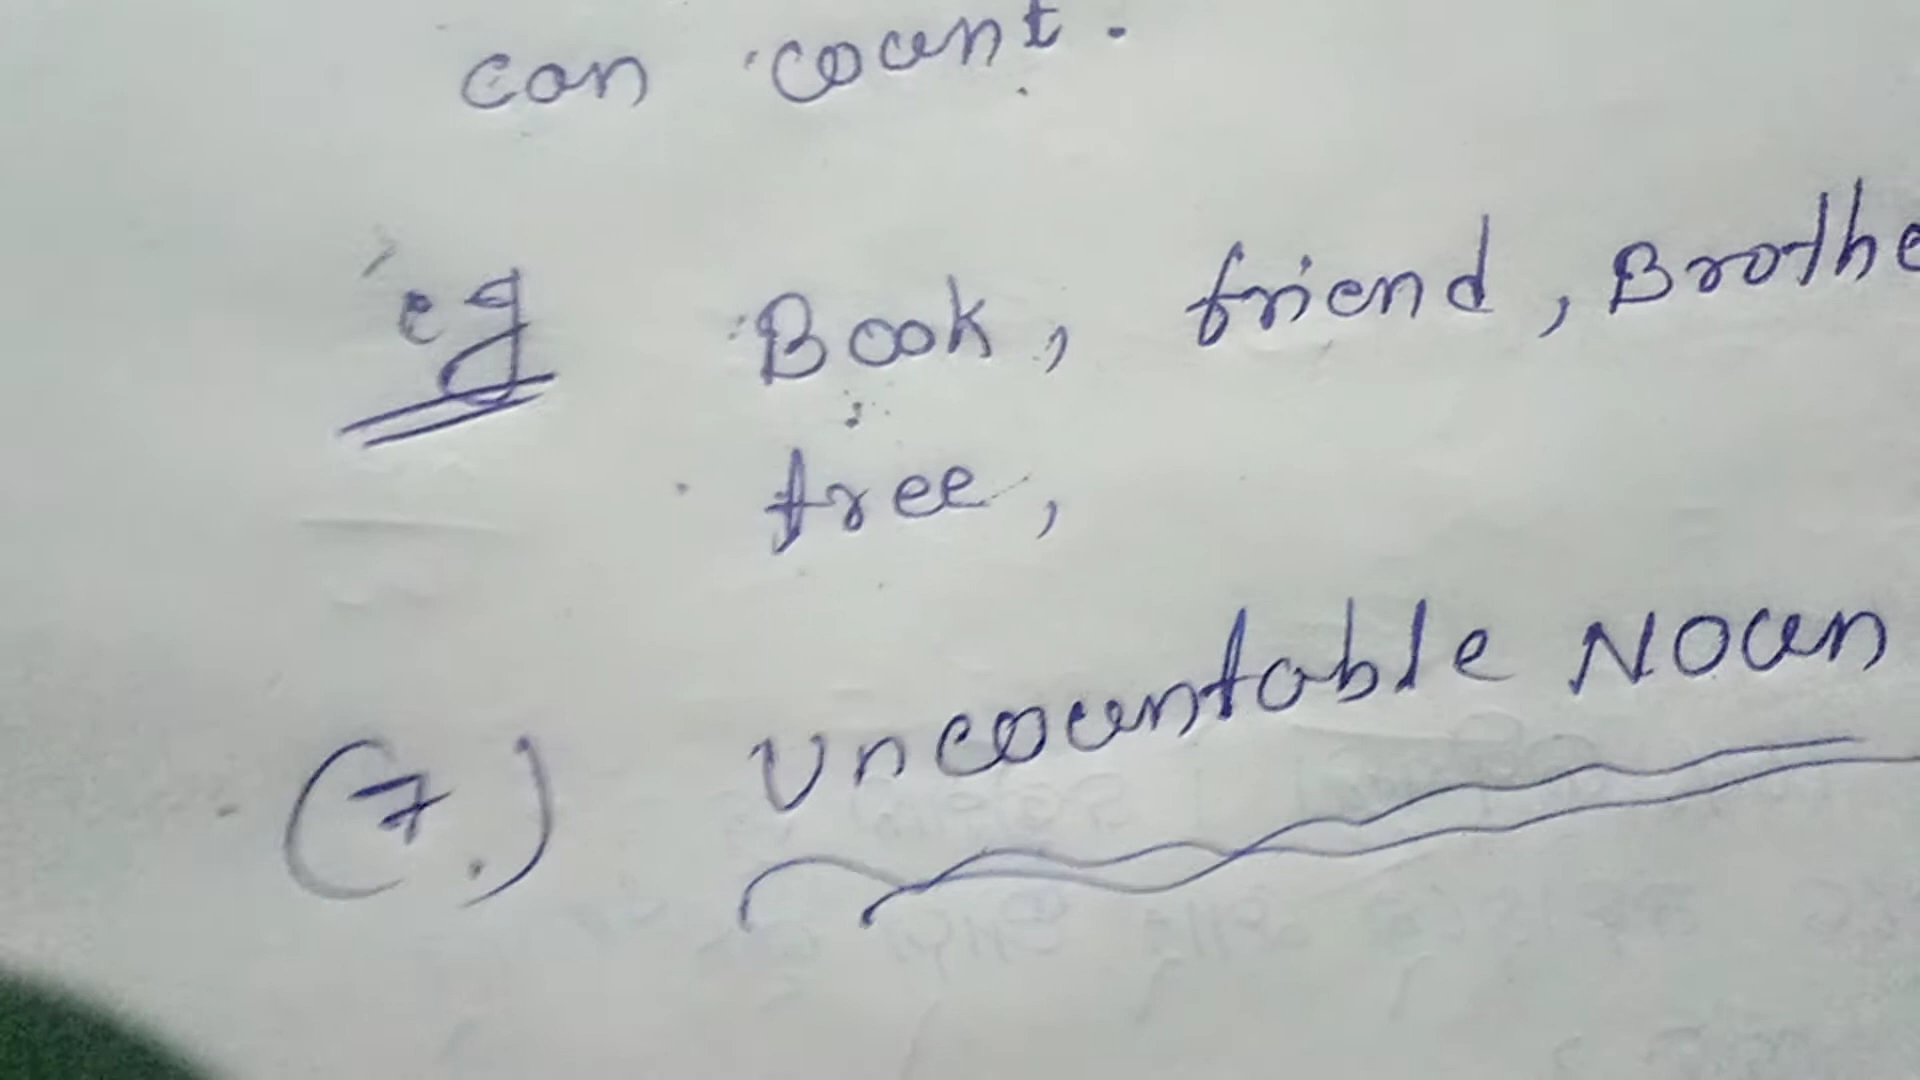 can count.
eg Book, friend, Brothe
tree,
(7.) Uncountable Noun